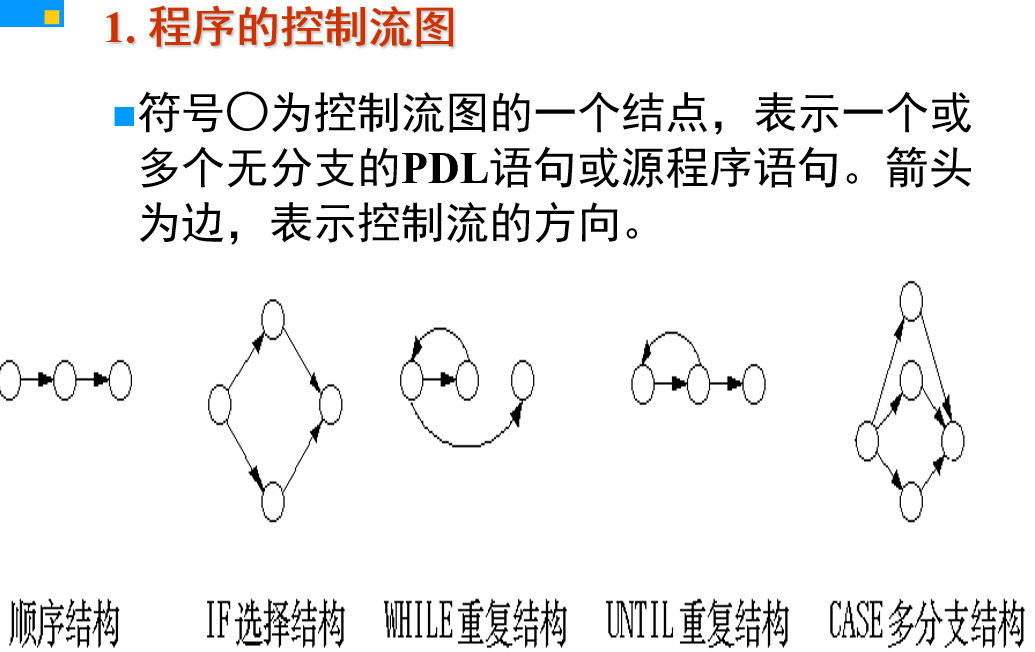 1. 程序的控制流图
符号〇为控制流图的一个结点，表示一个或
多个无分支的PDL语句或源程序语句。箭头
为边，表示控制流的方向。
顺序结构 IF选择结构 WHILE重复结构 UNTIL重复结构 CASE多分支结构